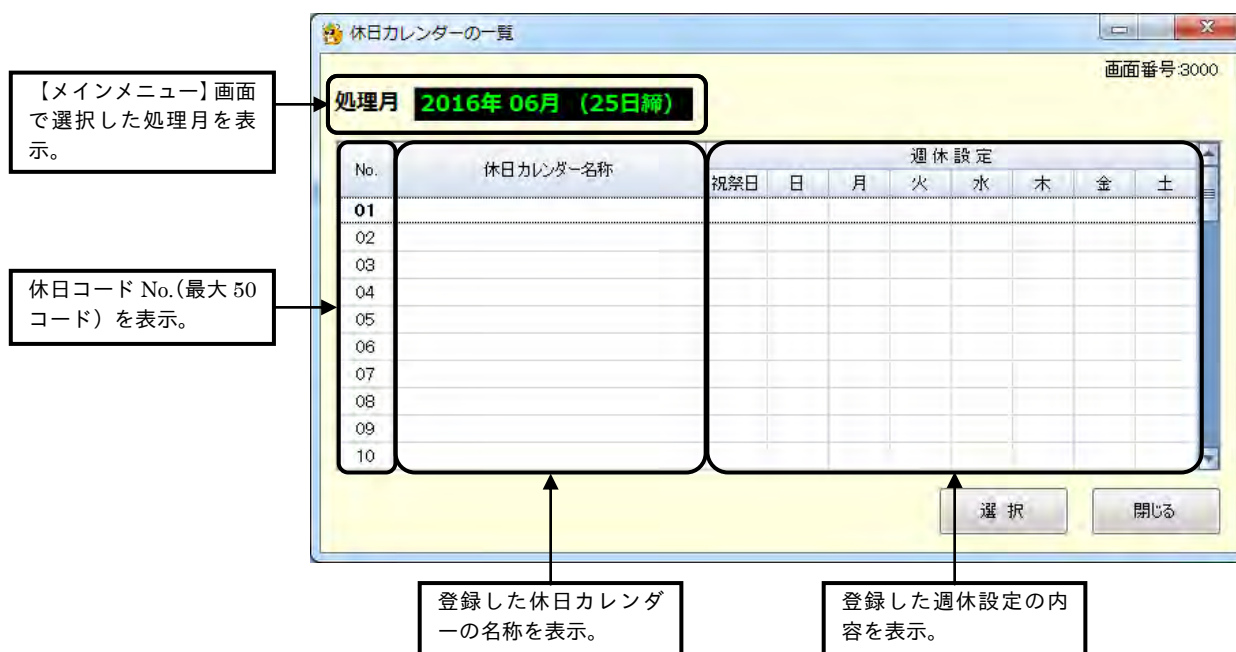 休日カレンダーの一覧
画面番号:3000
【メインメニュー】画面
で選択した処理月を表
示。
処理月 2016年 06月 (25日締)
No. 休日カレンダー名称 週休設定
祝祭日 日 月 火 水 木 金 土
01
02
03
04
05
06
07
08
09
10
休日コード No.(最大 50
コード）を表示。
選 択 閉じる
登録した休日カレンダ
ーの名称を表示。
登録した週休設定の内
容を表示。